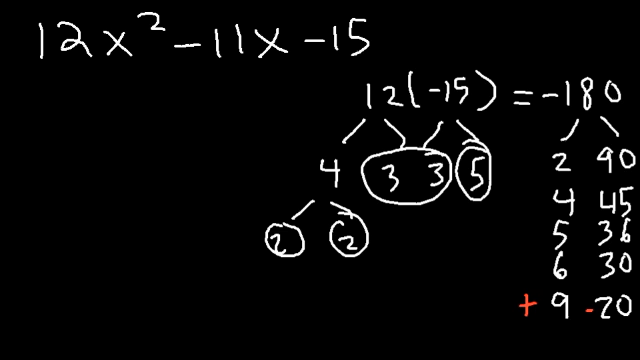 12x² - 11x - 15
12(-15) = -180
4 3 3 5 2 90
4 45
2 2 5 36
6 30
+ 9 -20